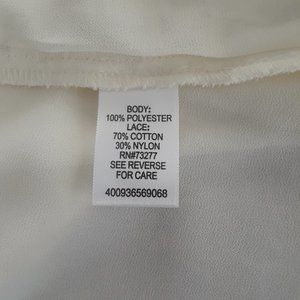 BODY:
100% POLYESTER
LACE:
70% COTTON
30% NYLON
RN#73277
SEE REVERSE
FOR CARE
400936569068